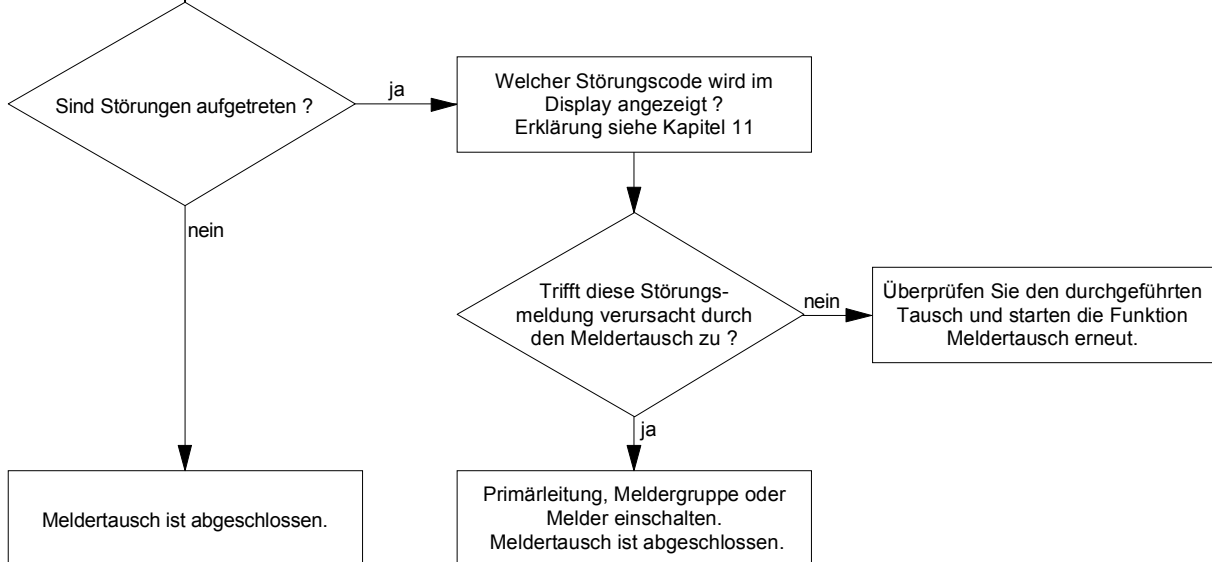 Sind Störungen aufgetreten ?
ja
Welcher Störungscode wird im
Display angezeigt ?
Erklärung siehe Kapitel 11
nein
Trifft diese Störungs-
meldung verursacht durch
den Meldertausch zu ?
nein
Überprüfen Sie den durchgeführten
Tausch und starten die Funktion
Meldertausch erneut.
ja
Meldertausch ist abgeschlossen.
Primärleitung, Meldergruppe oder
Melder einschalten.
Meldertausch ist abgeschlossen.